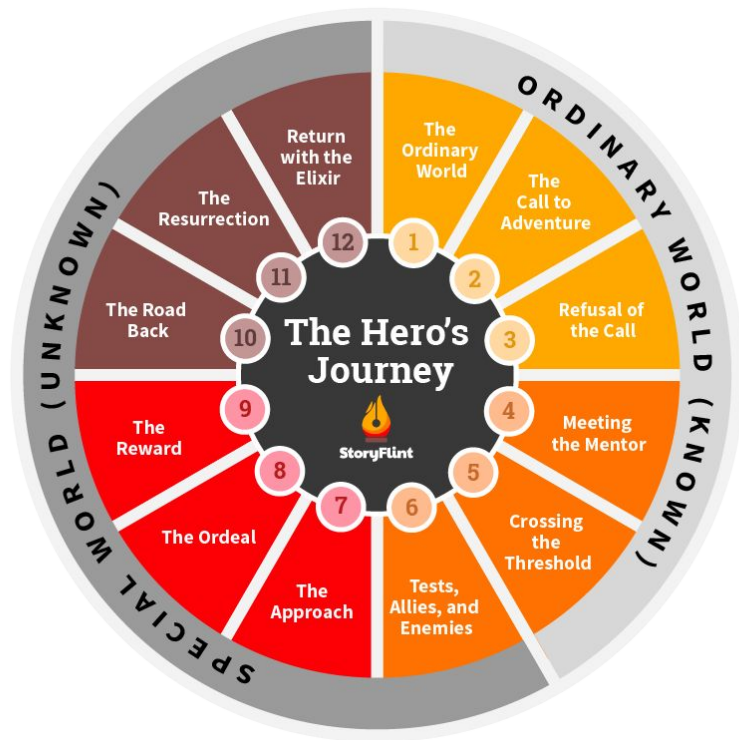 The Hero's
Journey
StoryFlint
ORDINARY WORLD (KNOWN)
SPECIAL WORLD (UNKNOWN)
1
The
Ordinary
World
2
The
Call to
Adventure
3
Refusal of
the Call
4
Meeting
the Mentor
5
Crossing
the
Threshold
6
Tests,
Allies, and
Enemies
7
The
Approach
8
The Ordeal
9
The
Reward
10
The Road
Back
11
The
Resurrection
12
Return
with the
Elixir